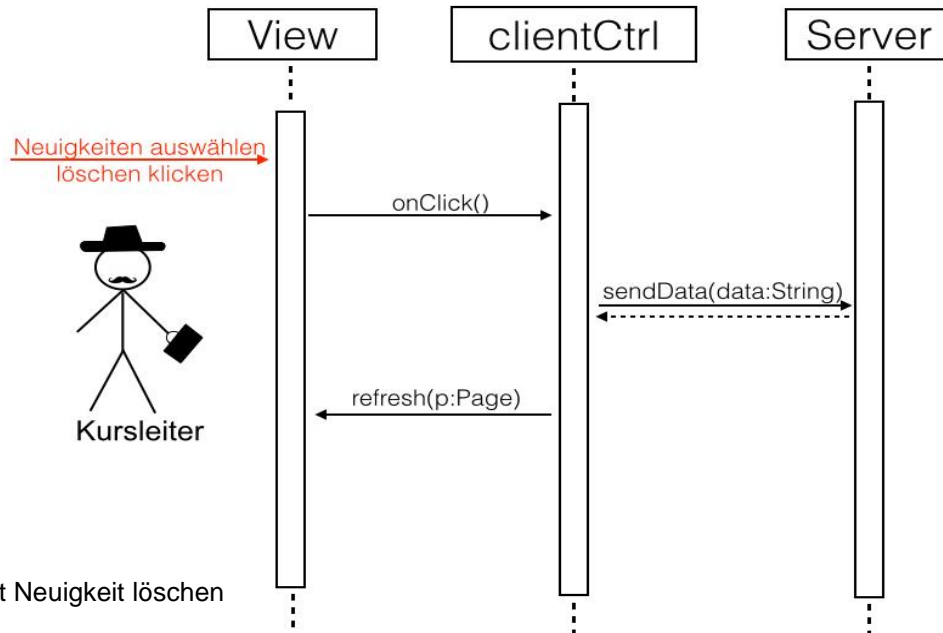 View
clientCtrl
Server
Neuigkeiten auswählen
löschen klicken
onClick()
sendData(data:String)
refresh(p:Page)
Kursleiter
t Neuigkeit löschen